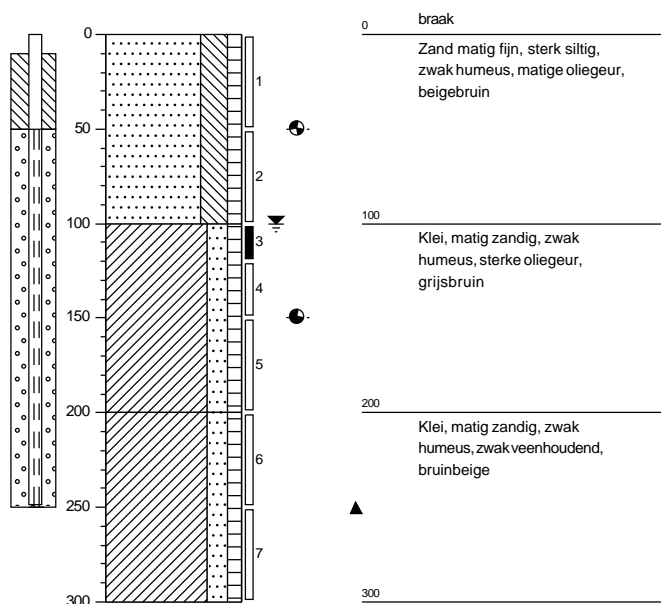 0
50
100
150
200
250
300
1
2
3
4
5
6
7
0
braak
Zand matig fijn, sterk siltig,
zwak humeus, matige oliegeur,
beigebruin
100
Klei, matig zandig, zwak
humeus, sterke oliegeur,
grijsbruin
200
Klei, matig zandig, zwak
humeus, zwak veenhoudend,
bruinbeige
300